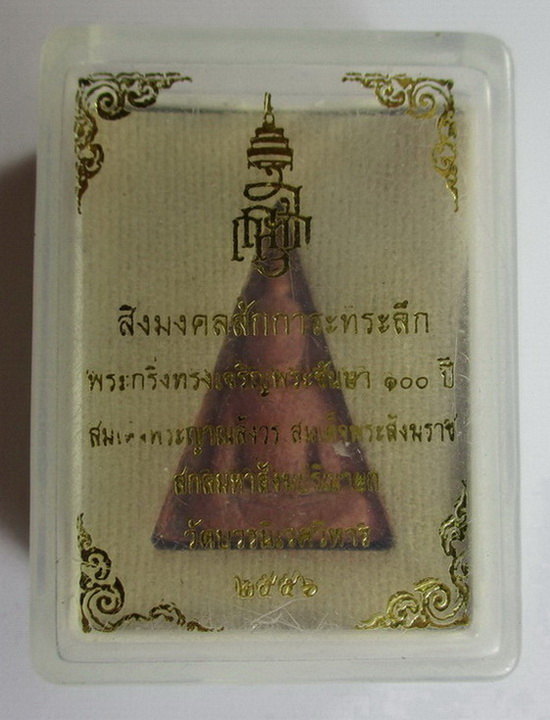 สิ่งมงคลสักการะที่ระลึก
พระกริ่งทรงเจริญพระชันษา ๑๐๐ ปี
สมเด็จพระญาณสังวร สมเด็จพระสังฆราช
สกลมหาสังฆปริณายก
วัดบวรนิเวศวิหาร
๒๕๕๖